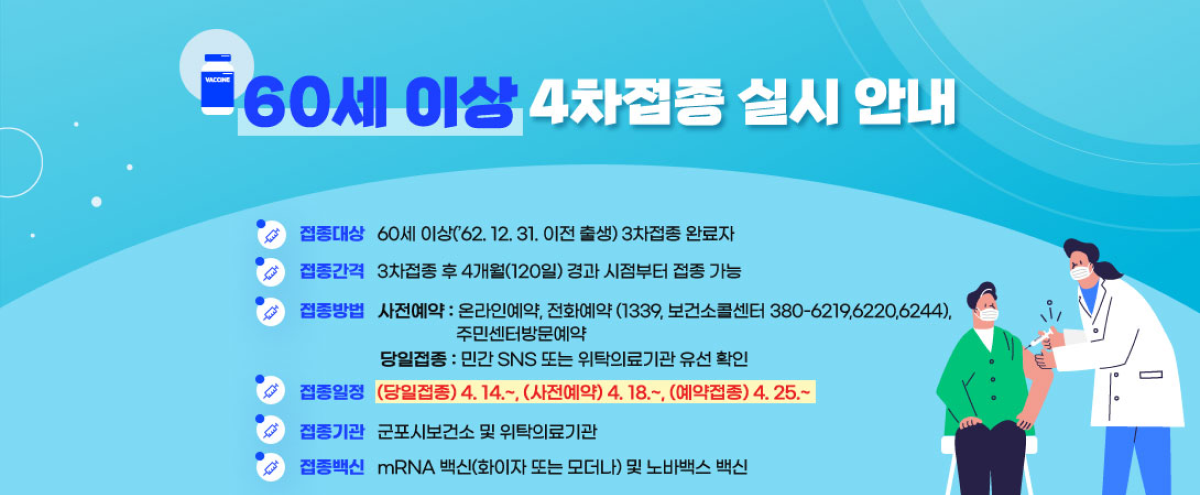 VACCINE
60세 이상 4차접종 실시 안내
접종대상 60세 이상('62. 12. 31. 이전 출생) 3차접종 완료자
접종간격 3차접종 후 4개월(120일) 경과 시점부터 접종 가능
접종방법 사전예약 : 온라인예약, 전화예약 (1339, 보건소콜센터 380-6219,6220,6244),
주민센터방문예약
당일접종 : 민간 SNS 또는 위탁의료기관 유선 확인
접종일정 (당일접종) 4. 14.~, (사전예약) 4. 18.~, (예약접종) 4. 25.~
접종기관 군포시보건소 및 위탁의료기관
접종백신 mRNA 백신(화이자 또는 모더나) 및 노바백스 백신